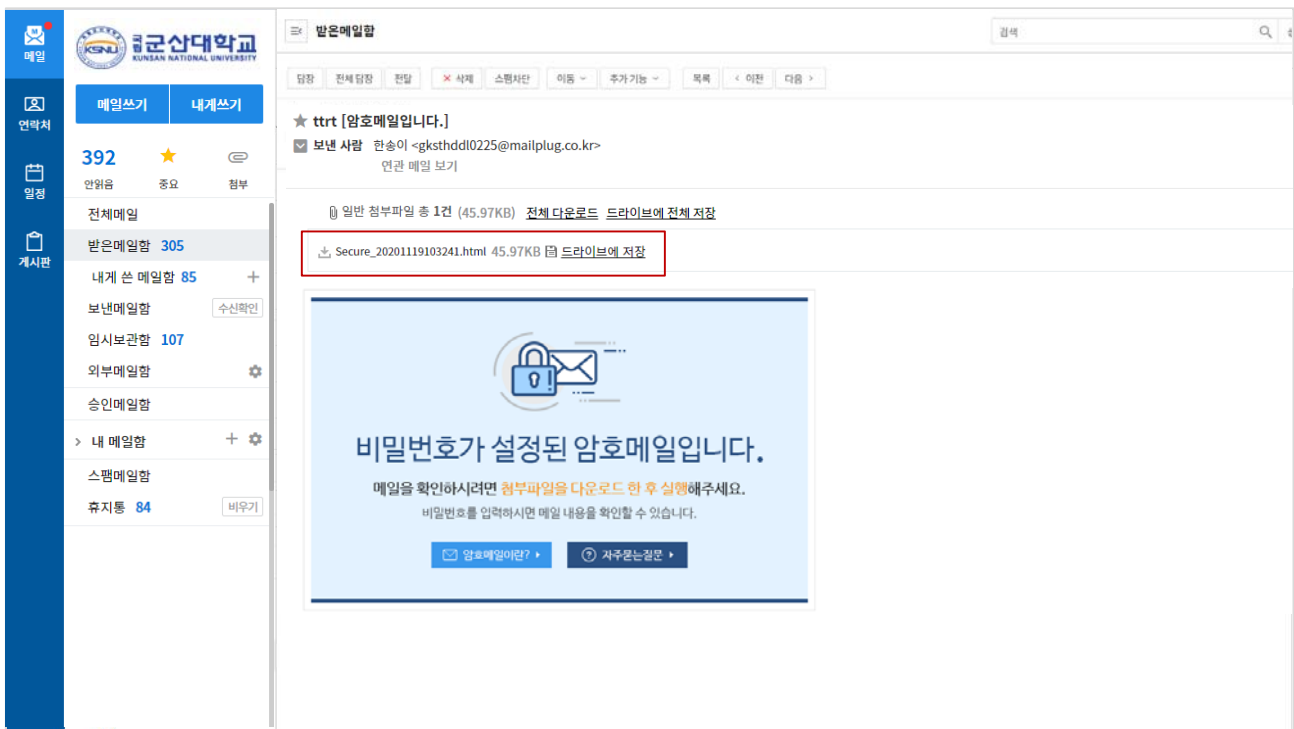 메일
연락처
일정
게시판
KSNU
국립군산대학교
KUNSAN NATIONAL UNIVERSITY
메일쓰기 내게쓰기
392
안읽음 중요 첨부
전체메일
받은메일함 305
내게 쓴 메일함 85
보낸메일함 수신확인
임시보관함 107
외부메일함
승인메일함
내 메일함
스팸메일함
휴지통 84 비우기
받은메일함 검색
답장 전체답장 전달 삭제 스팸차단 이동 추가기능 목록 이전 다음
ttrt [암호메일입니다.]
보낸 사람 한송이 <gksthddl0225@mailplug.co.kr>
연관 메일 보기
일반 첨부파일 총 1건 (45.97KB) 전체 다운로드 드라이브에 전체 저장
Secure_20201119103241.html 45.97KB 드라이브에 저장
비밀번호가 설정된 암호메일입니다.
메일을 확인하시려면 첨부파일을 다운로드 한 후 실행해주세요.
비밀번호를 입력하시면 메일 내용을 확인할 수 있습니다.
암호메일이란? 자주묻는질문